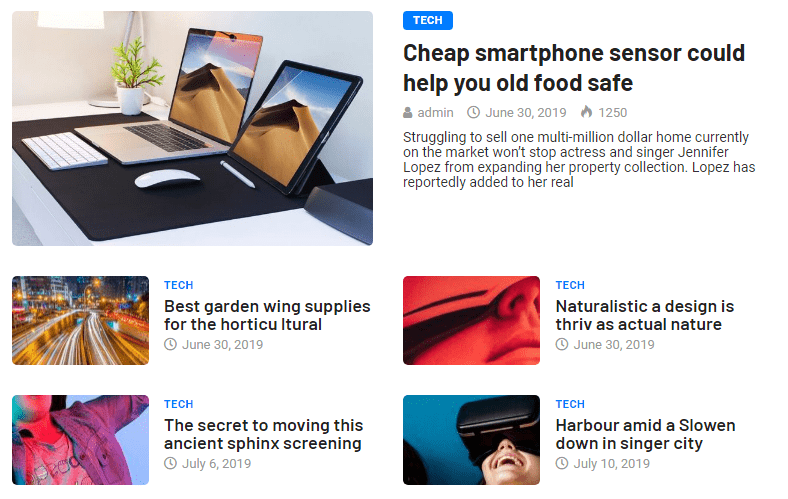 TECH
Cheap smartphone sensor could
help you old food safe
admin June 30, 2019 1250
Struggling to sell one multi-million dollar home currently
on the market won't stop actress and singer Jennifer
Lopez from expanding her property collection. Lopez has
reportedly added to her real
TECH
Best garden wing supplies
for the horticu ltural
June 30, 2019
TECH
Naturalistic a design is
thriv as actual nature
June 30, 2019
TECH
The secret to moving this
ancient sphinx screening
July 6, 2019
TECH
Harbour amid a Slowen
down in singer city
July 10, 2019